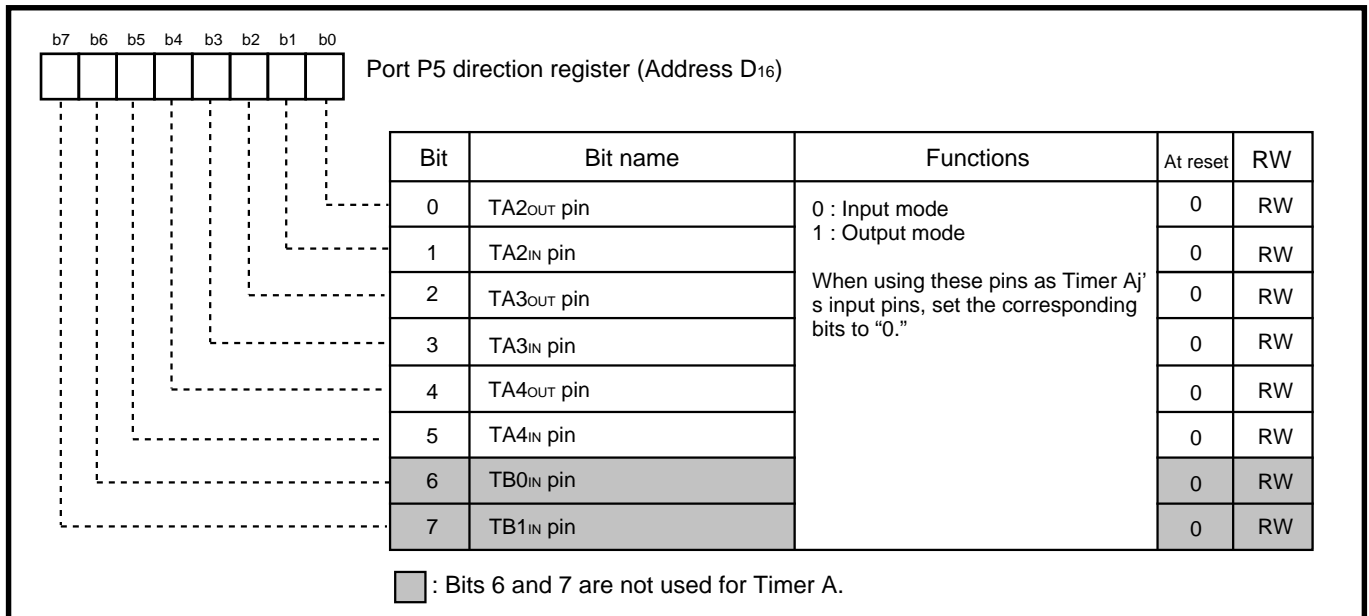 b7 b6 b5 b4 b3 b2 b1 b0
Port P5 direction register (Address D16)
Bit Bit name Functions At reset RW
0 TA2OUT pin 0 RW
1 TA2IN pin 0 RW
2 TA3OUT pin 0 RW
3 TA3IN pin 0 RW
4 TA4OUT pin 0 RW
5 TA4IN pin 0 RW
6 TB0IN pin 0 RW
7 TB1IN pin 0 RW
0 : Input mode
1 : Output mode
When using these pins as Timer Aj’
s input pins, set the corresponding
bits to “0.”
: Bits 6 and 7 are not used for Timer A.